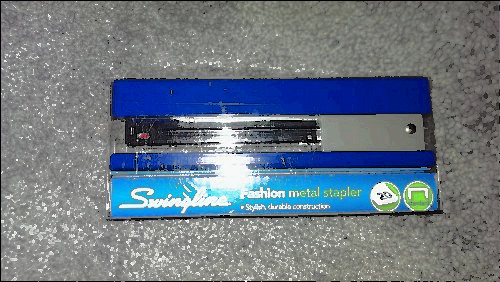 Swingline
Fashion metal stapler
• Stylish, durable construction